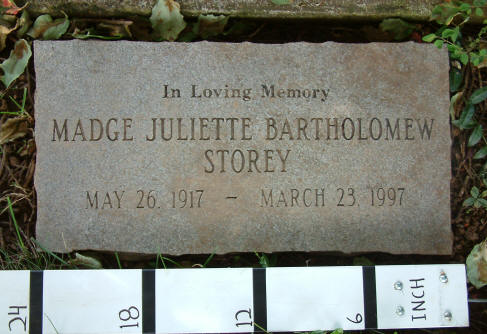 In Loving Memory
MADGE JULIETTE BARTHOLOMEW
STOREY
MAY 26, 1917 - MARCH 23, 1997
24
18
12
6
INCH